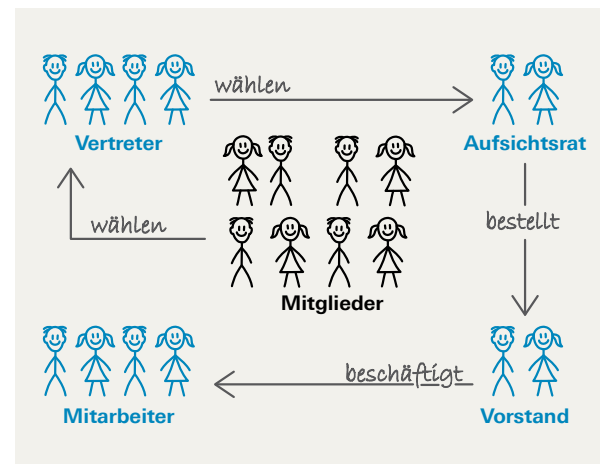 wählen
Vertreter
Aufsichtsrat
wählen
bestellt
Mitglieder
beschäftigt
Mitarbeiter
Vorstand